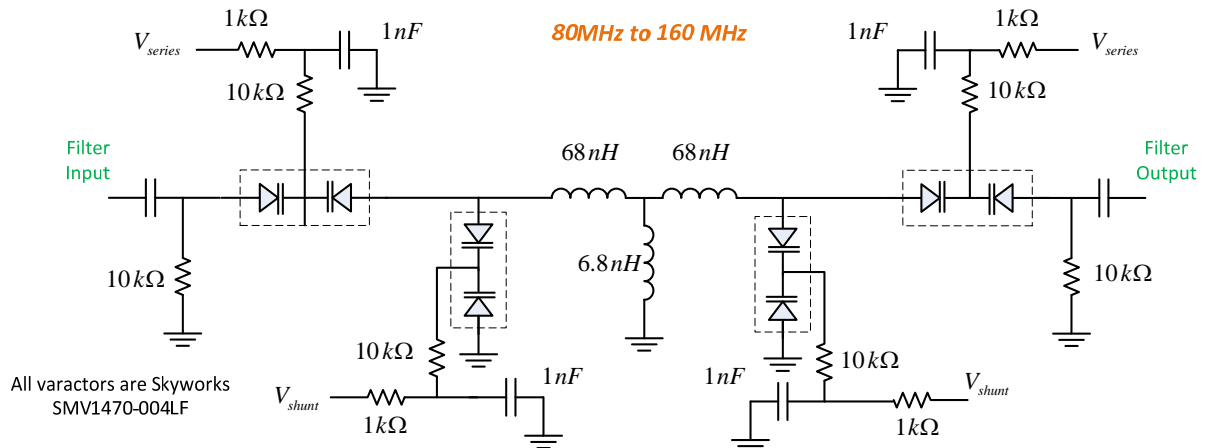 1kΩ
1nF
80MHz to 160 MHz
1nF
1kΩ
V_series
V_series
10kΩ
10kΩ
Filter
Input
68nH
68nH
Filter
Output
10kΩ
6.8nH
10kΩ
10kΩ
10kΩ
All varactors are Skyworks
SMV1470-004LF
1nF
1nF
V_shunt
V_shunt
1kΩ
1kΩ